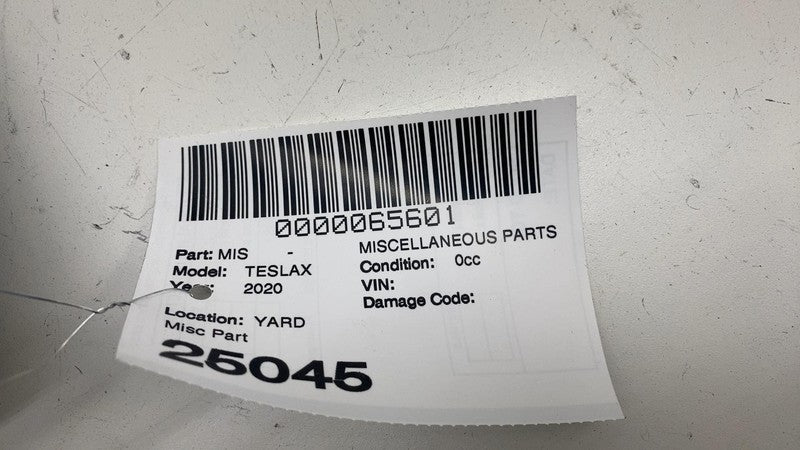 0000065601
Part: MIS - MISCELLANEOUS PARTS
Model: TESLAX Condition: 0cc
Year: 2020 VIN:
Damage Code:
Location: YARD
Misc Part
25045